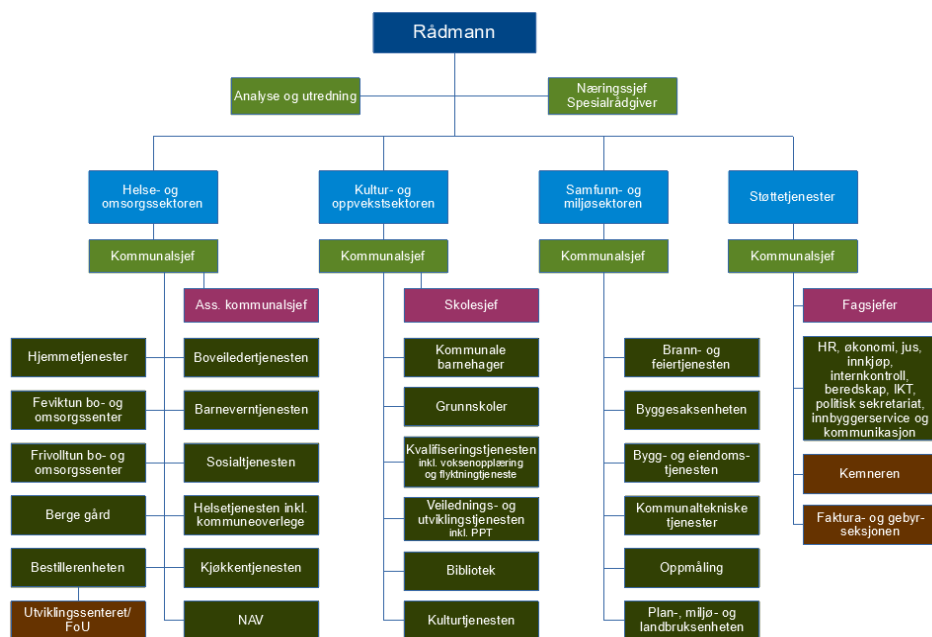 Rådmann
Analyse og utredning
Næringssjef
Spesialrådgiver
Helse- og
omsorgssektoren
Kultur- og
oppvekstsektoren
Samfunn- og
miljøsektoren
Støttetjenester
Kommunalsjef
Kommunalsjef
Kommunalsjef
Kommunalsjef
Ass. kommunalsjef
Skolesjef
Fagsjefer
Hjemmetjenester
Feviktun bo- og
omsorgssenter
Frivolltun bo- og
omsorgssenter
Berge gård
Bestillerenheten
Utviklingssenteret/
FoU
Boveiledertjenesten
Barneverntjenesten
Sosialtjenesten
Helsetjenesten inkl.
kommuneoverlege
Kjøkkentjenesten
NAV
Kommunale
barnehager
Grunnskoler
Kvalifiseringstjenesten
inkl. voksenopplæring
og flyktningtjeneste
Veilednings- og
utviklingstjenesten
inkl. PPT
Bibliotek
Kulturtjenesten
Brann- og
feiertjenesten
Byggesaksenheten
Bygg- og eiendoms-
tjenesten
Kommunaltekniske
tjenester
Oppmåling
Plan-, miljø- og
landbruksenheten
HR, økonomi, jus,
innkjøp,
internkontroll,
beredskap, IKT,
politisk sekretariat,
innbyggerservice og
kommunikasjon
Kemneren
Faktura- og gebyr-
seksjonen